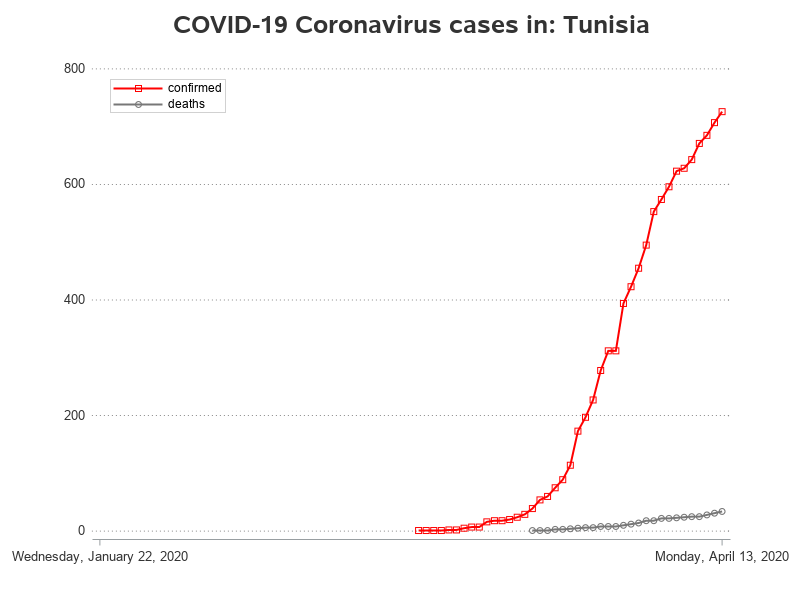 COVID-19 Coronavirus cases in: Tunisia
800
confirmed
deaths
600
400
200
0
Wednesday, January 22, 2020
Monday, April 13, 2020